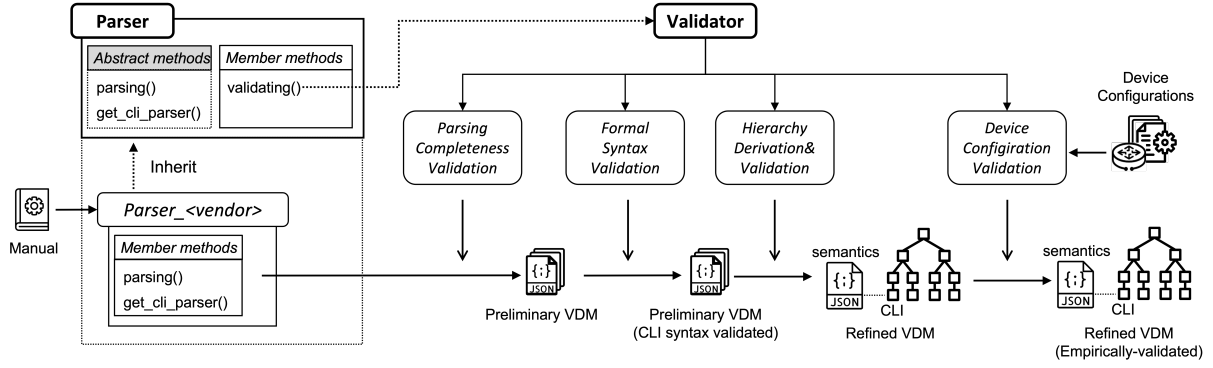 Parser
Validator
Abstract methods
Member methods
parsing()
get_cli_parser()
validating()
Inherit
Manual
Parser_<vendor>
Member methods
parsing()
get_cli_parser()
Parsing
Completeness
Validation
Formal
Syntax
Validation
Hierarchy
Derivation&
Validation
Device
Configiration
Validation
Device
Configurations
{;}
JSON
Preliminary VDM
{;}
JSON
Preliminary VDM
(CLI syntax validated)
semantics
{;}
JSON
CLI
Refined VDM
semantics
{;}
JSON
CLI
Refined VDM
(Empirically-validated)